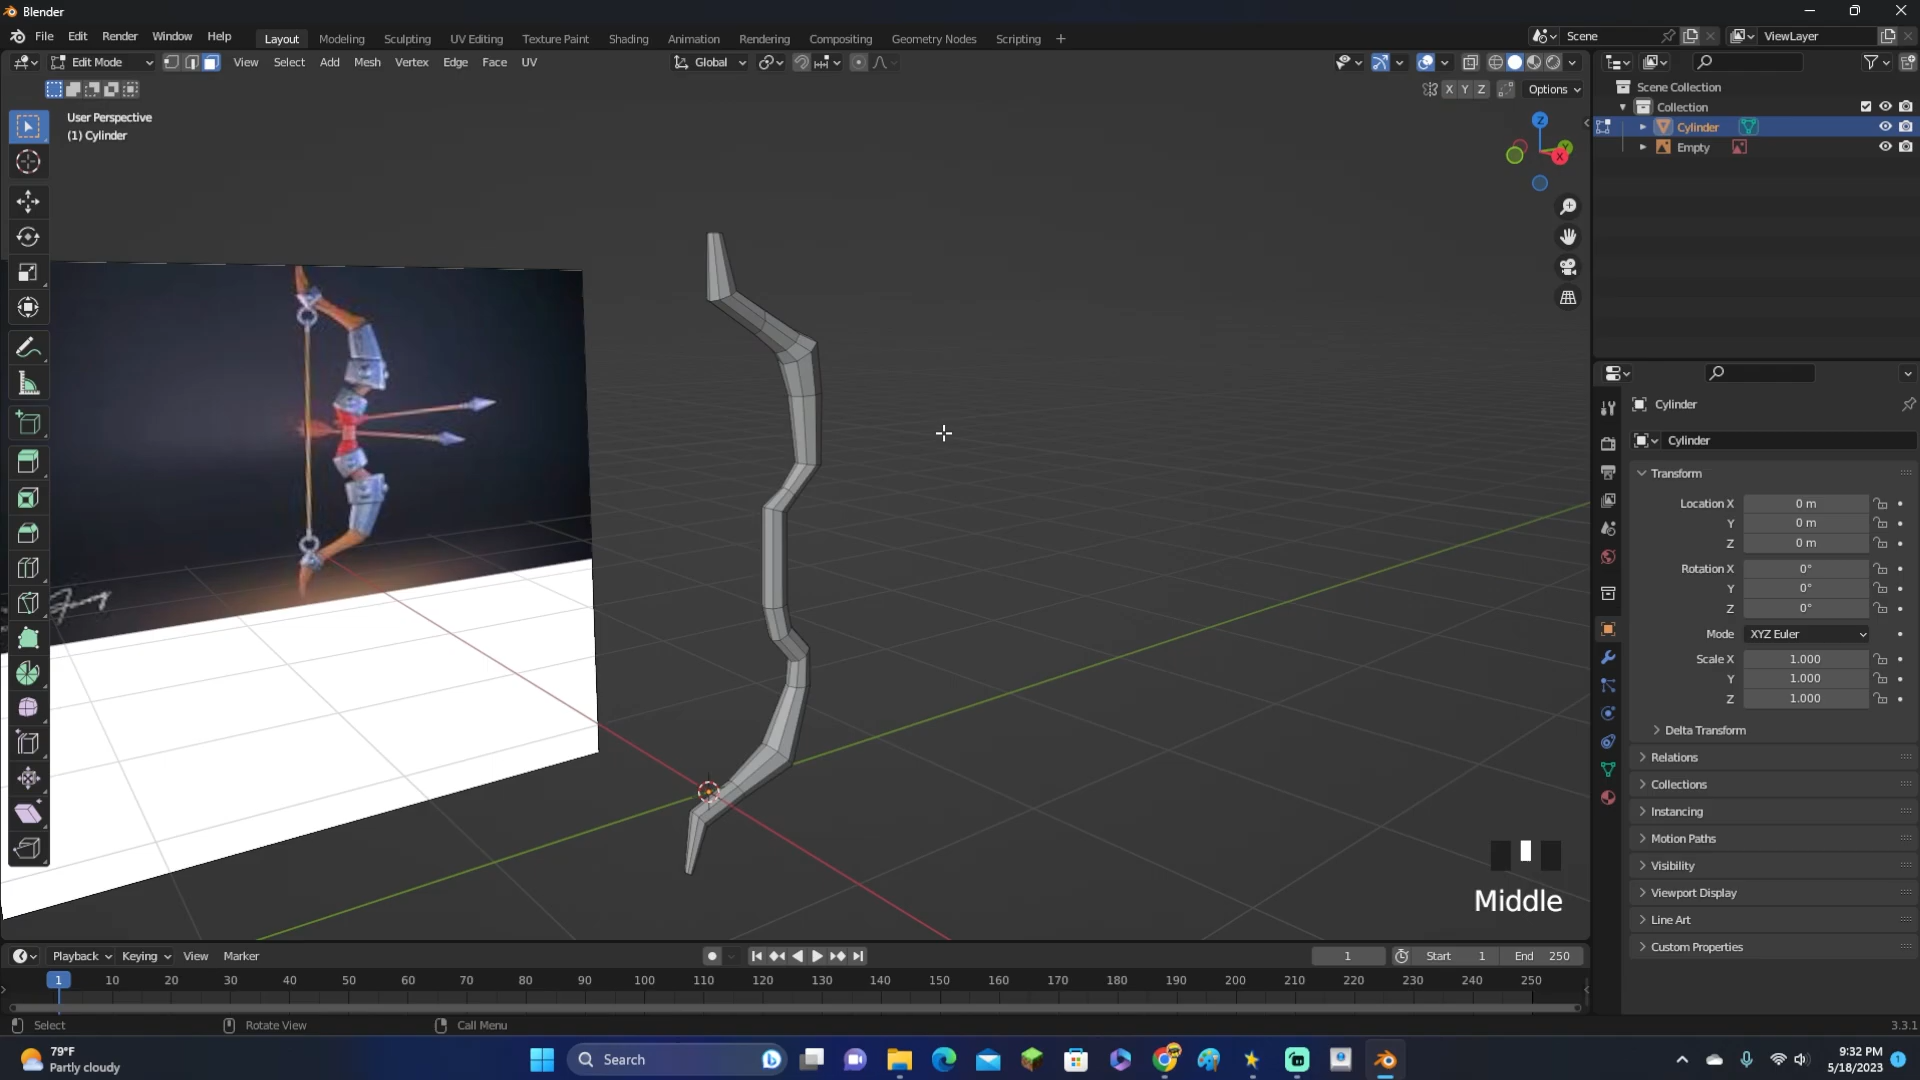 Blender
File Edit Render Window Help
Layout Modeling Sculpting UV Editing Texture Paint Shading Animation Rendering Compositing Geometry Nodes Scripting
Scene
ViewLayer
Edit Mode View Select Add Mesh Vertex Edge Face UV
Global
X Y Z Options
User Perspective
(1) Cylinder
Z
X
Scene Collection
Collection
Cylinder
Empty
Cylinder
Cylinder
Transform
Location X 0 m
Y 0 m
Z 0 m
Rotation X 0°
Y 0°
Z 0°
Mode XYZ Euler
Scale X 1.000
Y 1.000
Z 1.000
Delta Transform
Relations
Collections
Instancing
Motion Paths
Visibility
Viewport Display
Line Art
Custom Properties
Middle
Playback Keying View Marker
1 Start 1 End 250
1 10 20 30 40 50 60 70 80 90 100 110 120 130 140 150 160 170 180 190 200 210 220 230 240 250
Select Rotate View Call Menu
3.3.1
79°F
Partly cloudy
Search
9:32 PM
5/18/2023
1